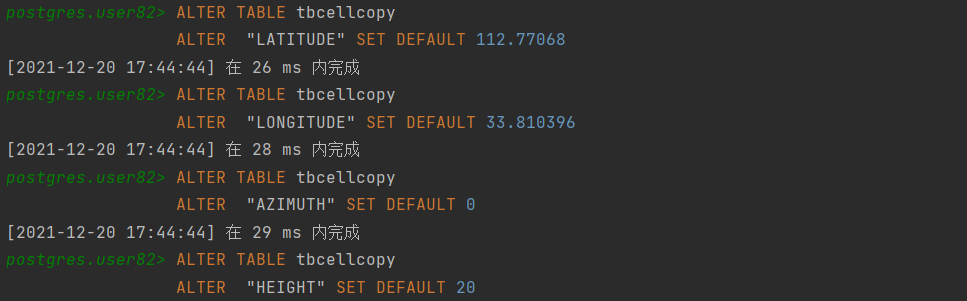 postgres.user82> ALTER TABLE tbcellcopy
ALTER  "LATITUDE" SET DEFAULT 112.77068
[2021-12-20 17:44:44] 在 26 ms 内完成
postgres.user82> ALTER TABLE tbcellcopy
ALTER  "LONGITUDE" SET DEFAULT 33.810396
[2021-12-20 17:44:44] 在 28 ms 内完成
postgres.user82> ALTER TABLE tbcellcopy
ALTER  "AZIMUTH" SET DEFAULT 0
[2021-12-20 17:44:44] 在 29 ms 内完成
postgres.user82> ALTER TABLE tbcellcopy
ALTER  "HEIGHT" SET DEFAULT 20